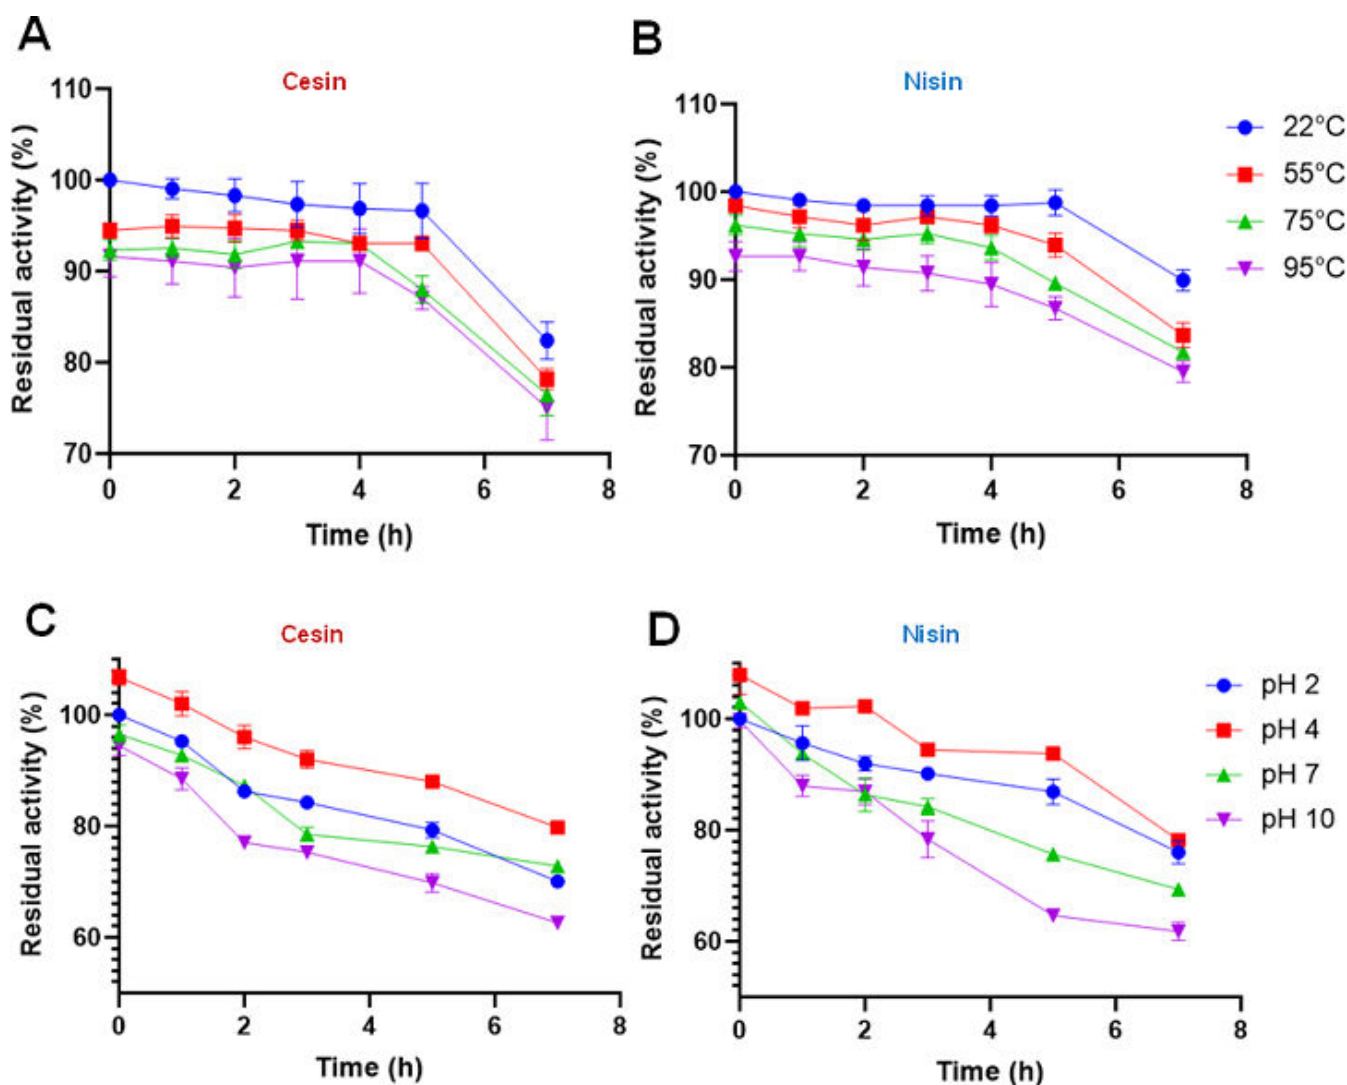 A
Cesin
Residual activity (%)
110
100
90
80
70
0 2 4 6 8
Time (h)
B
Nisin
Residual activity (%)
110
100
90
80
70
0 2 4 6 8
Time (h)
22°C
55°C
75°C
95°C
C
Cesin
Residual activity (%)
100
80
60
0 2 4 6 8
Time (h)
D
Nisin
Residual activity (%)
100
80
60
0 2 4 6 8
Time (h)
pH 2
pH 4
pH 7
pH 10